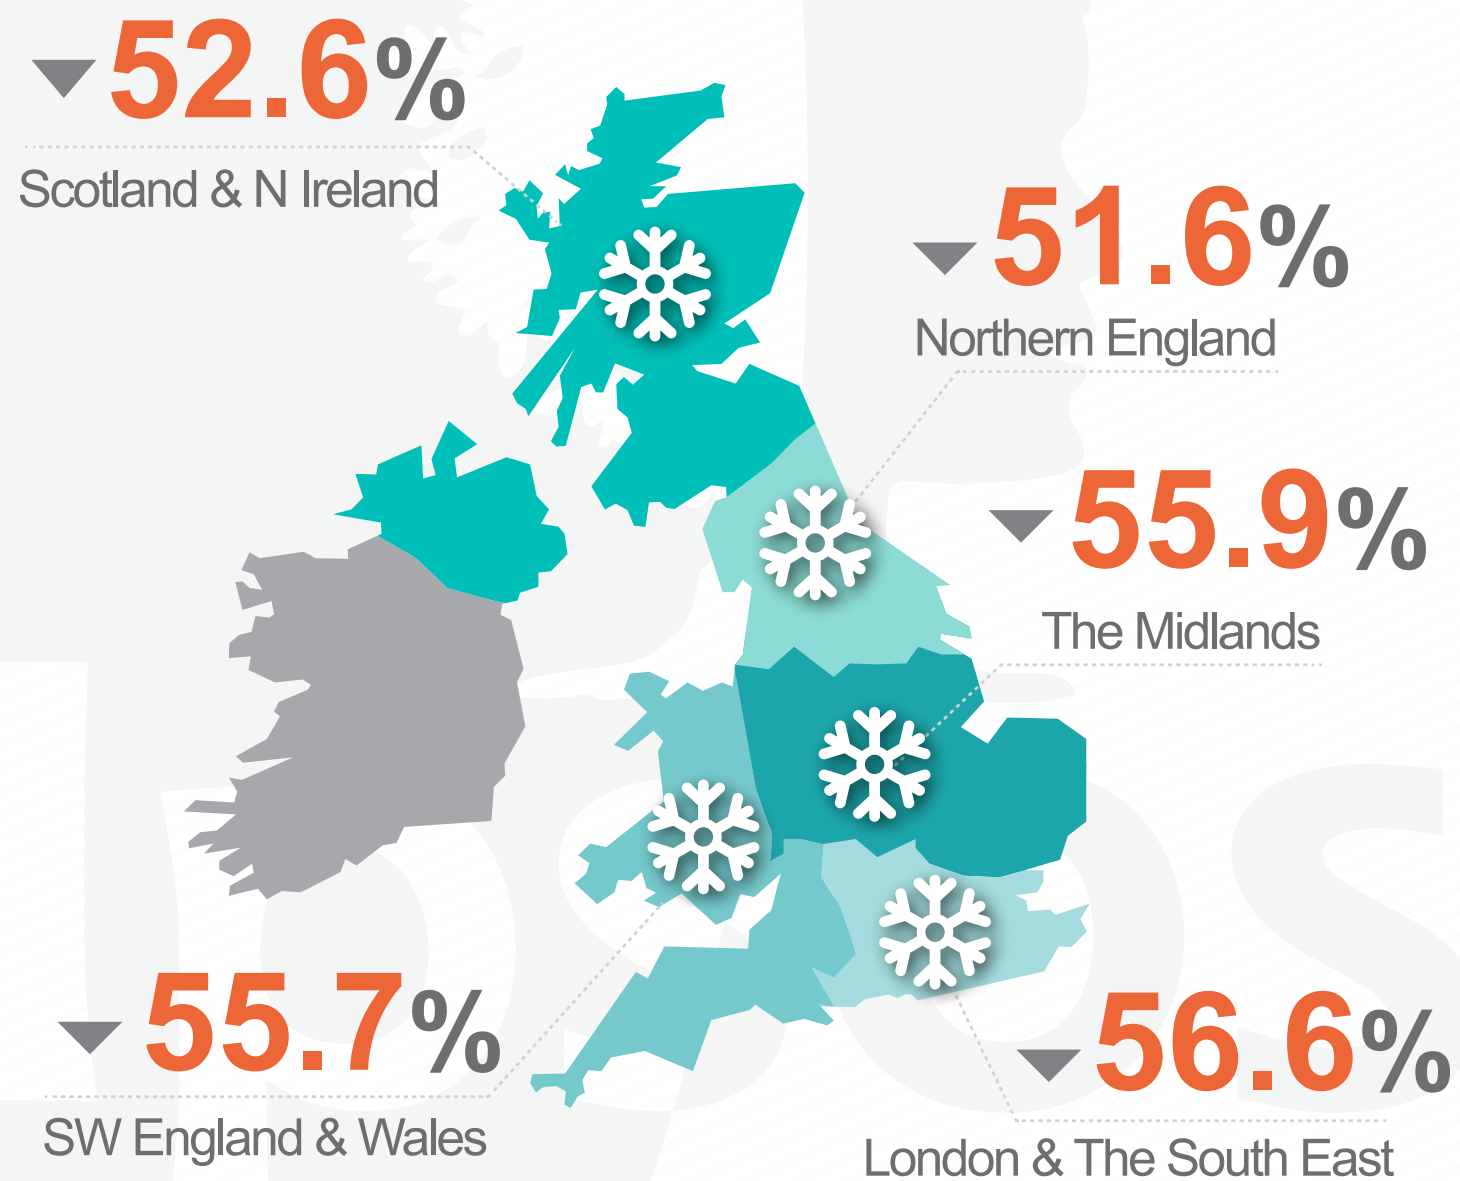 ▼52.6%
Scotland & N Ireland
▼51.6%
Northern England
▼55.9%
The Midlands
▼55.7%
SW England & Wales
▼56.6%
London & The South East